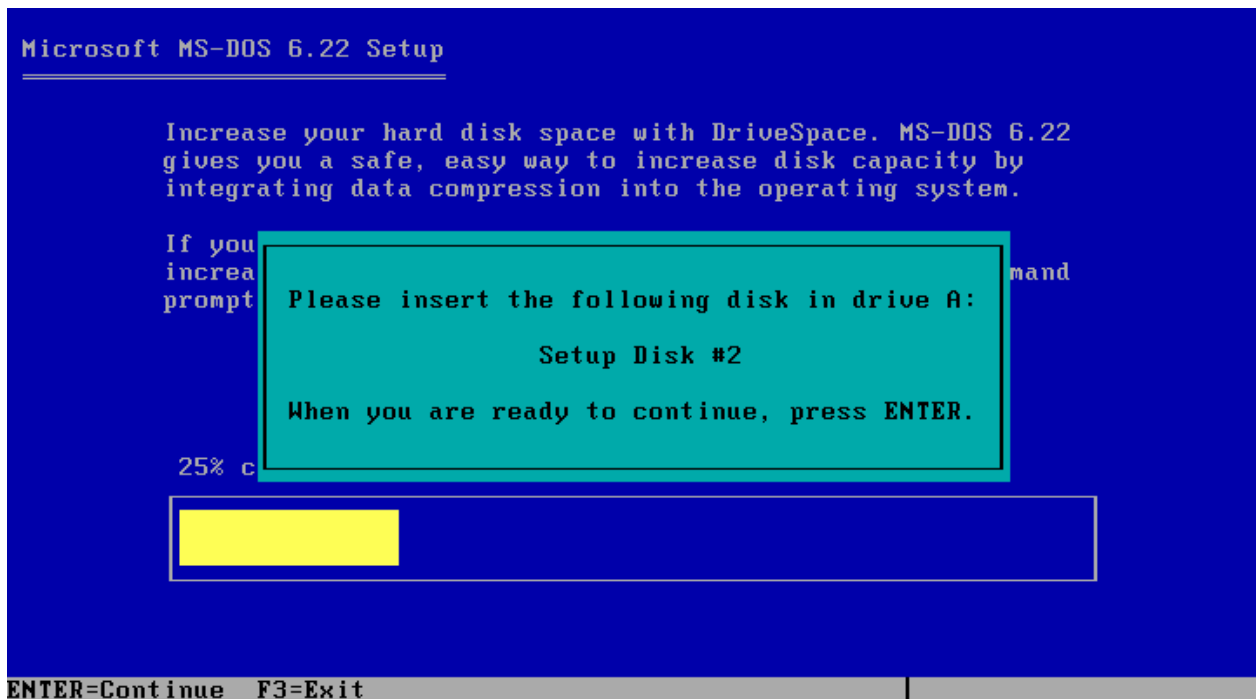 Microsoft MS-DOS 6.22 Setup
Increase your hard disk space with DriveSpace. MS-DOS 6.22
gives you a safe, easy way to increase disk capacity by
integrating data compression into the operating system.
If you
increa mand
prompt
Please insert the following disk in drive A:
Setup Disk #2
When you are ready to continue, press ENTER.
25% c
ENTER=Continue F3=Exit